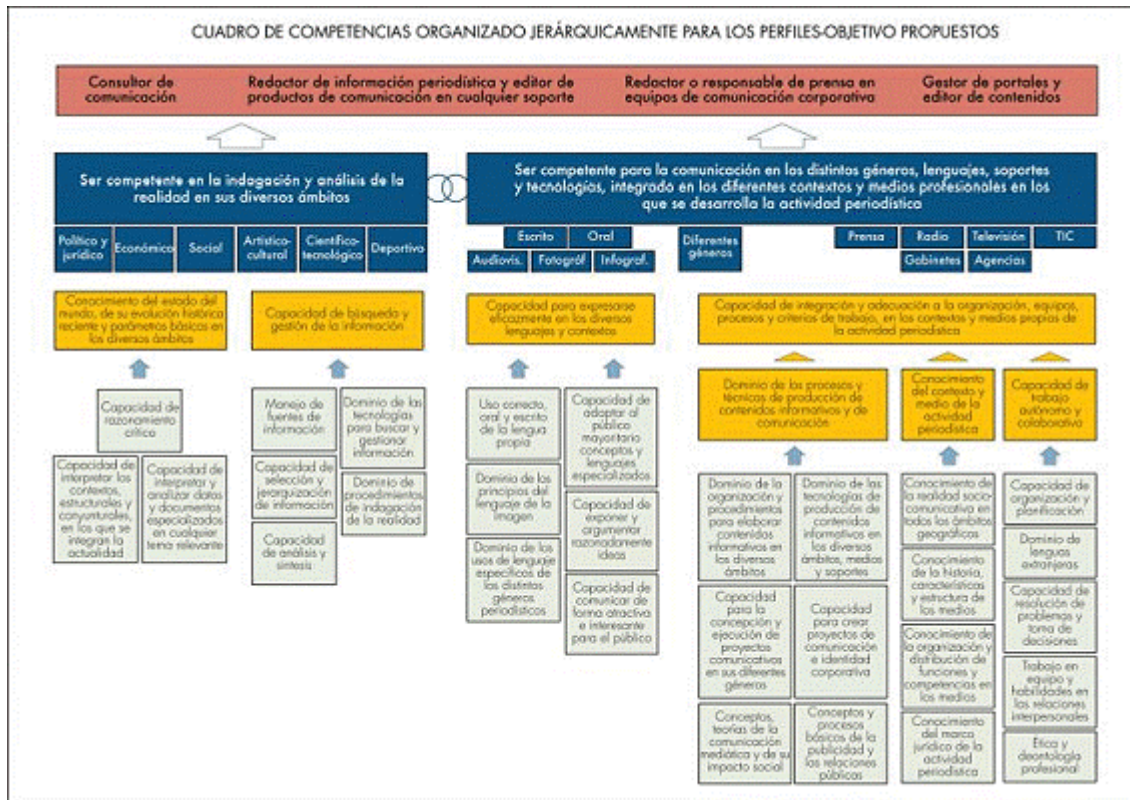 CUADRO DE COMPETENCIAS ORGANIZADO JERÁRQUICAMENTE PARA LOS PERFILES-OBJETIVO PROPUESTOS
Consultor de
comunicación
Redactor de información periodística y editor de
productos de comunicación en cualquier soporte
Redactor o responsable de prensa en
equipos de comunicación corporativa
Gestor de portales y
editor de contenidos
Ser competente en la indagación y análisis de la
realidad en sus diversos ámbitos
Ser competente para la comunicación en los distintos géneros, lenguajes, soportes
y tecnologías, integrado en los diferentes contextos y medios profesionales en los
que se desarrolla la actividad periodística
Político y
jurídico
Económico
Social
Artístico-
cultural
Científico-
tecnológico
Deportivo
Escrito
Oral
Audiovis.
Fotográf
Infograf.
Diferentes
géneros
Prensa
Radio
Televisión
TIC
Gabinetes
Agencias
Conocimiento del estado del
mundo, de su evolución histórica
reciente y parámetros básicos en
los diversos ámbitos
Capacidad de búsqueda y
gestión de la información
Capacidad para expresarse
eficazmente en los diversos
lenguajes y contextos
Capacidad de integración y adecuación a la organización, equipos,
procesos y criterios de trabajo, en los contextos y medios propios de
la actividad periodística
Capacidad de
razonamiento
crítico
Capacidad de
interpretar los
contextos,
estructurales y
conyunturales,
en los que se
integran la
actualidad
Capacidad de
interpretar y
analizar datos
y documentos
especializados
en cualquier
tema relevante
Manejo de
fuentes de
información
Capacidad de
selección y
jerarquización
de información
Capacidad
de análisis y
síntesis
Dominio de las
tecnologías
para buscar y
gestionar
información
Dominio de
procedimientos
de indagación
de la realidad
Uso correcto,
oral y escrito
de la lengua
propia
Dominio de los
principios del
lenguaje de
la imagen
Dominio de los
usos de lenguaje
específicos de
los distintos
géneros
periodísticos
Capacidad de
adaptar al
público
mayoritario
conceptos y
lenguajes
especializados
Capacidad de
exponer y
argumentar
razonadamente
ideas
Capacidad de
comunicar de
forma atractiva
e interesante
para el público
Dominio de los procesos y
técnicas de producción de
contenidos informativos y de
comunicación
Conocimiento
del contexto y
medio de la
actividad
periodística
Capacidad de
trabajo
autónomo y
colaborativo
Dominio de la
organización y
procedimientos
para elaborar
contenidos
informativos en
los diversos
ámbitos
Capacidad
para la
concepción y
ejecución de
proyectos
comunicativos
en sus diferentes
géneros
Conceptos,
teorías de la
comunicación
mediática y de su
impacto social
Dominio de las
tecnologías de
producción de
contenidos
informativos en
los diversos
ámbitos, medios
y soportes
Capacidad
para crear
proyectos de
comunicación
e identidad
corporativa
Conceptos y
procesos
básicos de la
publicidad y
las relaciones
públicas
Conocimiento de
la realidad socio-
comunicativa en
todos los ámbitos
geográficos
Conocimiento
de la historia,
características
y estructura de
los medios
Conocimiento de
la organización y
distribución de
funciones y
competencias en
los medios
Conocimiento
del marco
jurídico de la
actividad
periodística
Capacidad de
organización y
planificación
Dominio de
lenguas
extranjeras
Capacidad de
resolución de
problemas y
toma de
decisiones
Trabajo en
equipo y
habilidades en
las relaciones
interpersonales
Ética y
deontología
profesional